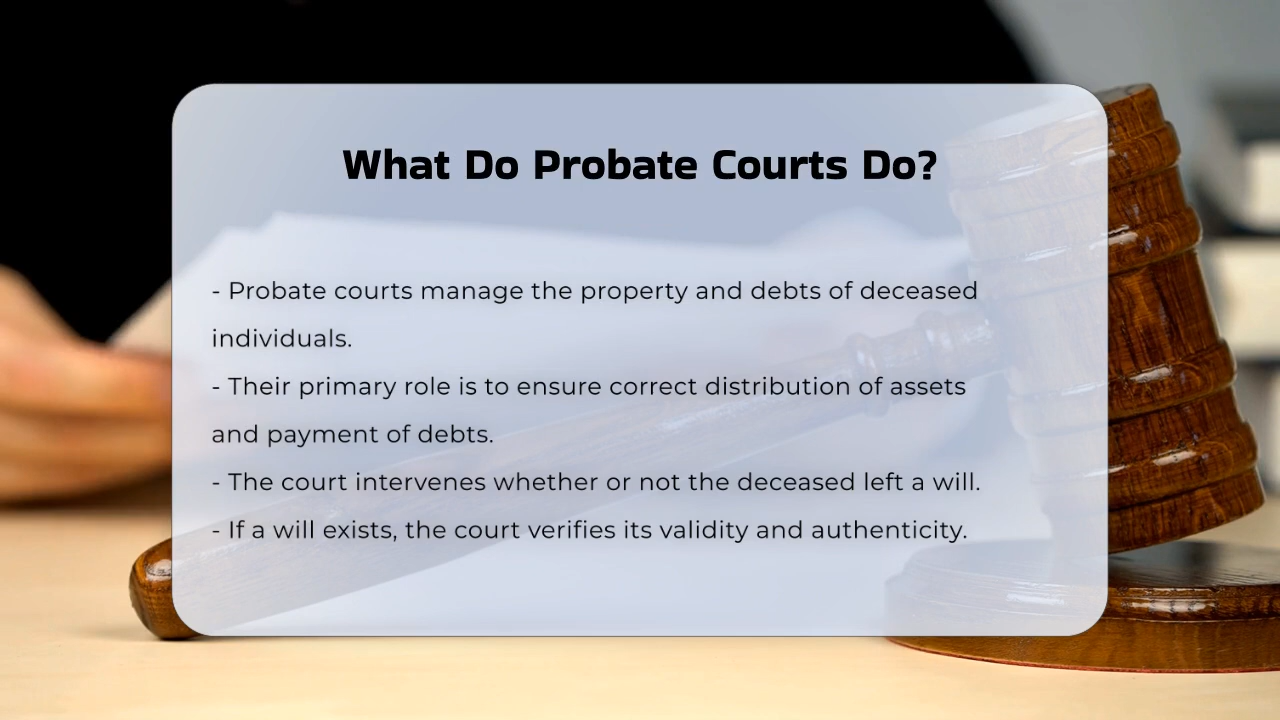 What Do Probate Courts Do?
- Probate courts manage the property and debts of deceased
individuals.
- Their primary role is to ensure correct distribution of assets
and payment of debts.
- The court intervenes whether or not the deceased left a will.
- If a will exists, the court verifies its validity and authenticity.